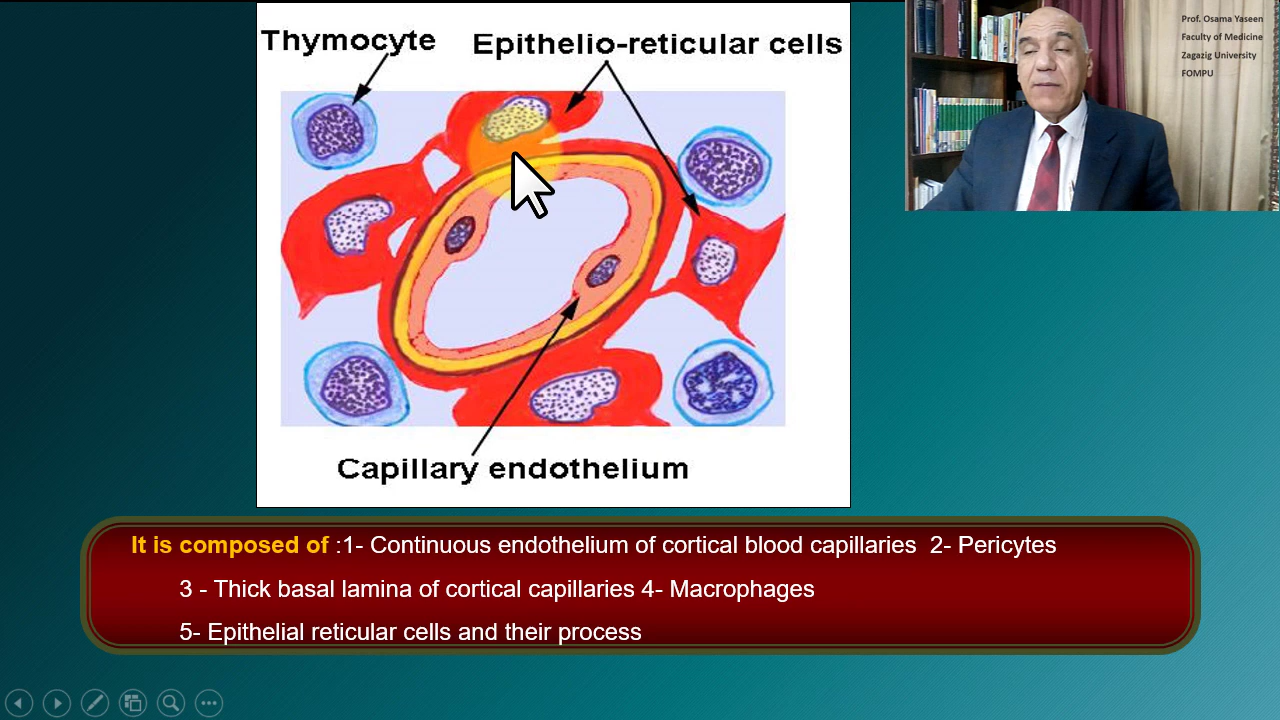 Thymocyte
Epithelio-reticular cells
Capillary endothelium
Prof. Osama Yaseen
Faculty of Medicine
Zagazig University
FOMPU
It is composed of :1- Continuous endothelium of cortical blood capillaries 2- Pericytes
3 - Thick basal lamina of cortical capillaries 4- Macrophages
5- Epithelial reticular cells and their process